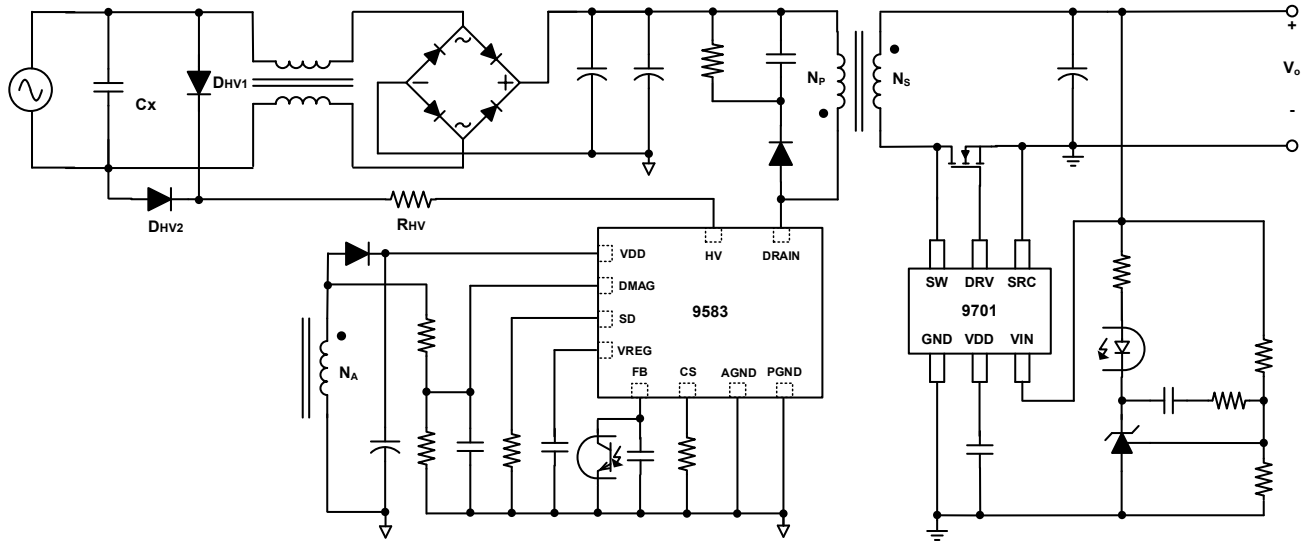 Cx
DHV1
~
−
+
~
NP
NS
+
Vo
-
DHV2
RHV
HV
DRAIN
VDD
DMAG
SD
VREG
9583
FB
CS
AGND
PGND
NA
SW
DRV
SRC
9701
GND
VDD
VIN